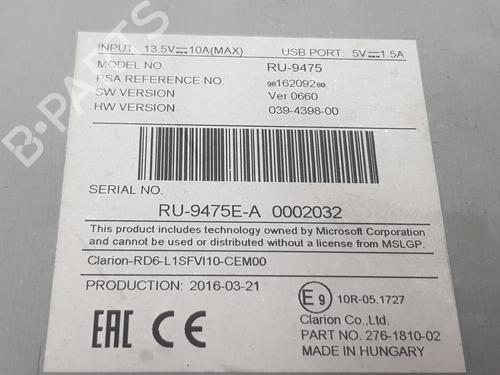 INPUT: 13.5V⎓10A(MAX) USB PORT: 5V⎓1.5A
MODEL NO. RU-9475
PSA REFERENCE NO. 9816209280
SW VERSION Ver 0660
HW VERSION 039-4398-00
SERIAL NO.
RU-9475E-A 0002032
This product includes technology owned by Microsoft Corporation
and cannot be used or distributed without a license from MSLGP.
Clarion-RD6-L1SFVI10-CEM00
PRODUCTION: 2016-03-21
E9 10R-05.1727
EAC CE
Clarion Co.,Ltd.
PART NO. 276-1810-02
MADE IN HUNGARY
B-PARTS